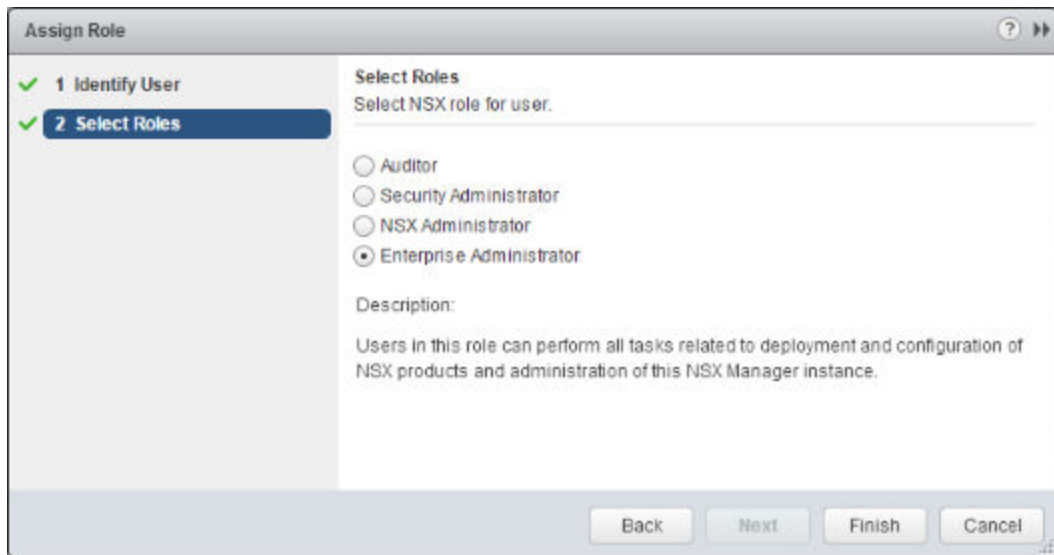 Assign Role
?
1 Identify User
2 Select Roles
Select Roles
Select NSX role for user.
Auditor
Security Administrator
NSX Administrator
Enterprise Administrator
Description:
Users in this role can perform all tasks related to deployment and configuration of
NSX products and administration of this NSX Manager instance.
Back
Next
Finish
Cancel